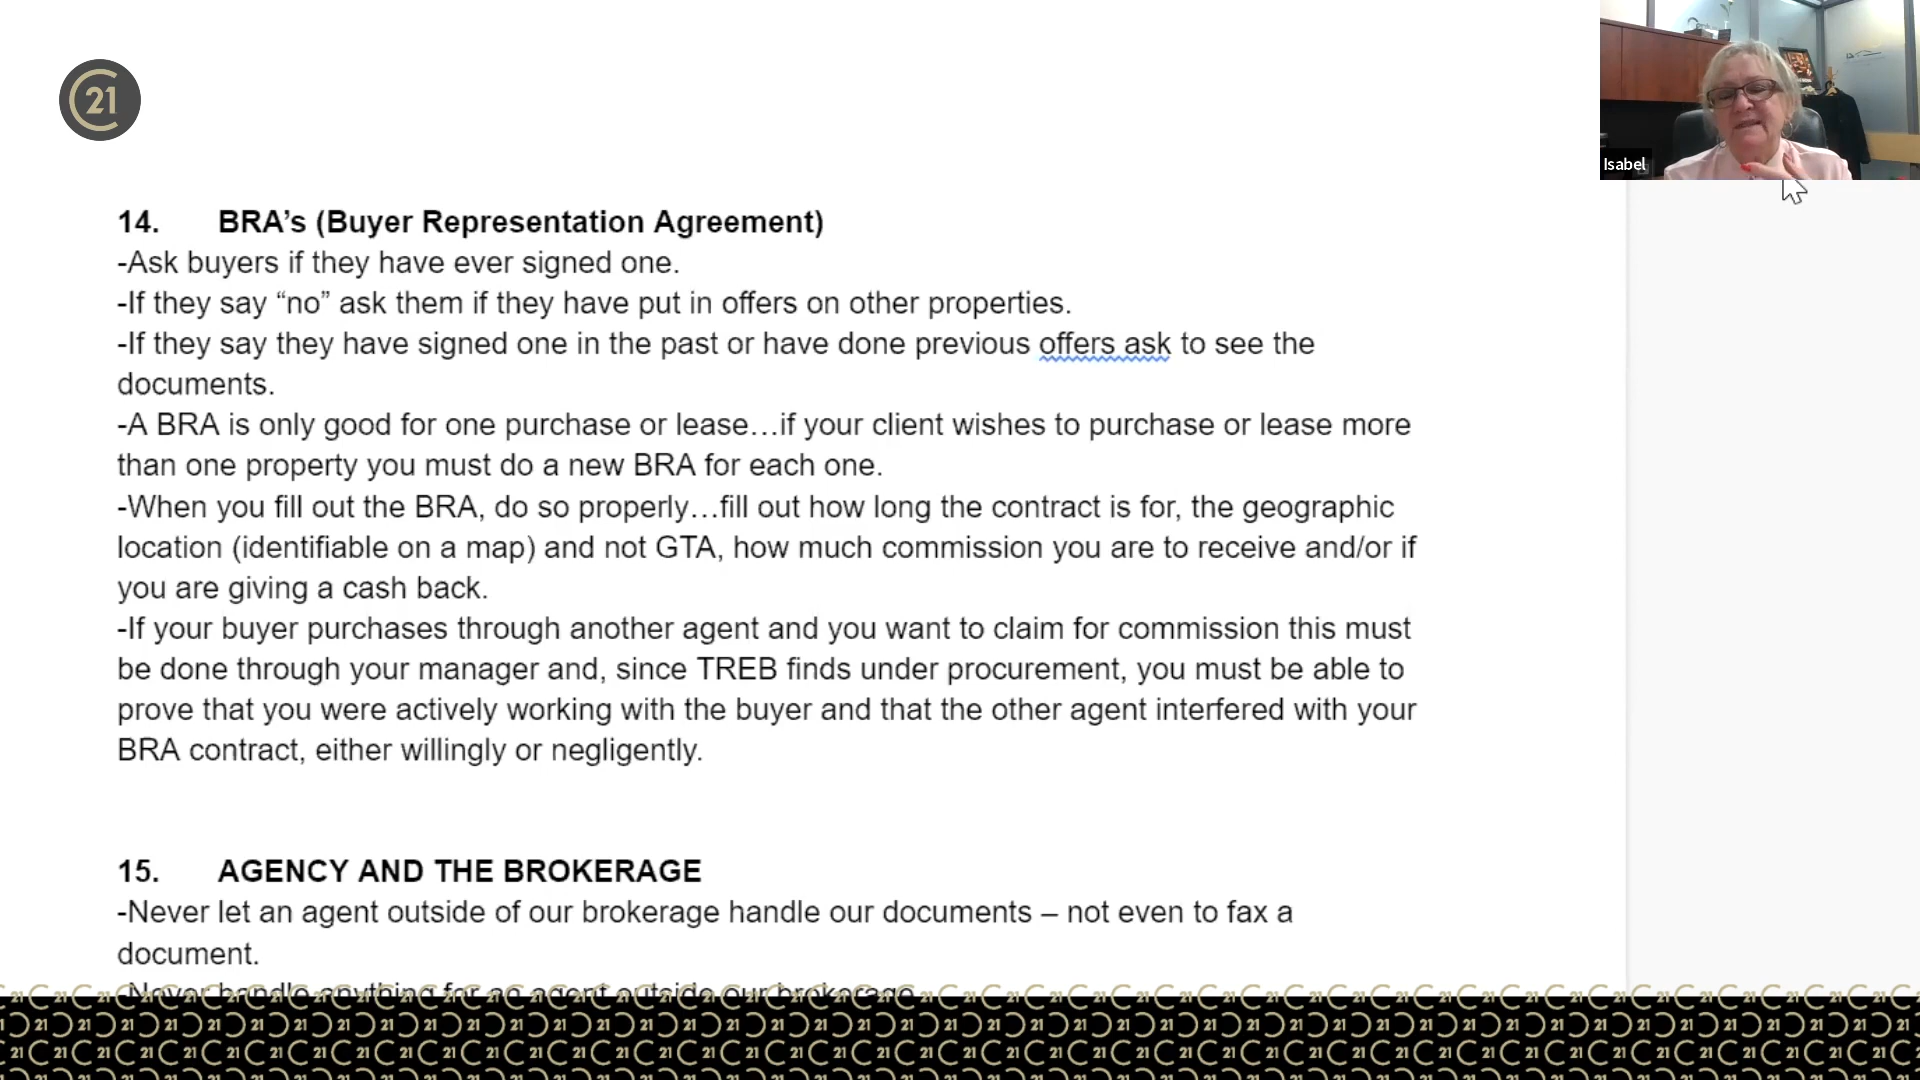 21
Isabel
14. BRA’s (Buyer Representation Agreement)
-Ask buyers if they have ever signed one.
-If they say “no” ask them if they have put in offers on other properties.
-If they say they have signed one in the past or have done previous offers ask to see the
documents.
-A BRA is only good for one purchase or lease…if your client wishes to purchase or lease more
than one property you must do a new BRA for each one.
-When you fill out the BRA, do so properly…fill out how long the contract is for, the geographic
location (identifiable on a map) and not GTA, how much commission you are to receive and/or if
you are giving a cash back.
-If your buyer purchases through another agent and you want to claim for commission this must
be done through your manager and, since TREB finds under procurement, you must be able to
prove that you were actively working with the buyer and that the other agent interfered with your
BRA contract, either willingly or negligently.
15. AGENCY AND THE BROKERAGE
-Never let an agent outside of our brokerage handle our documents – not even to fax a
document.
-Never handle anything for an agent outside our brokerage